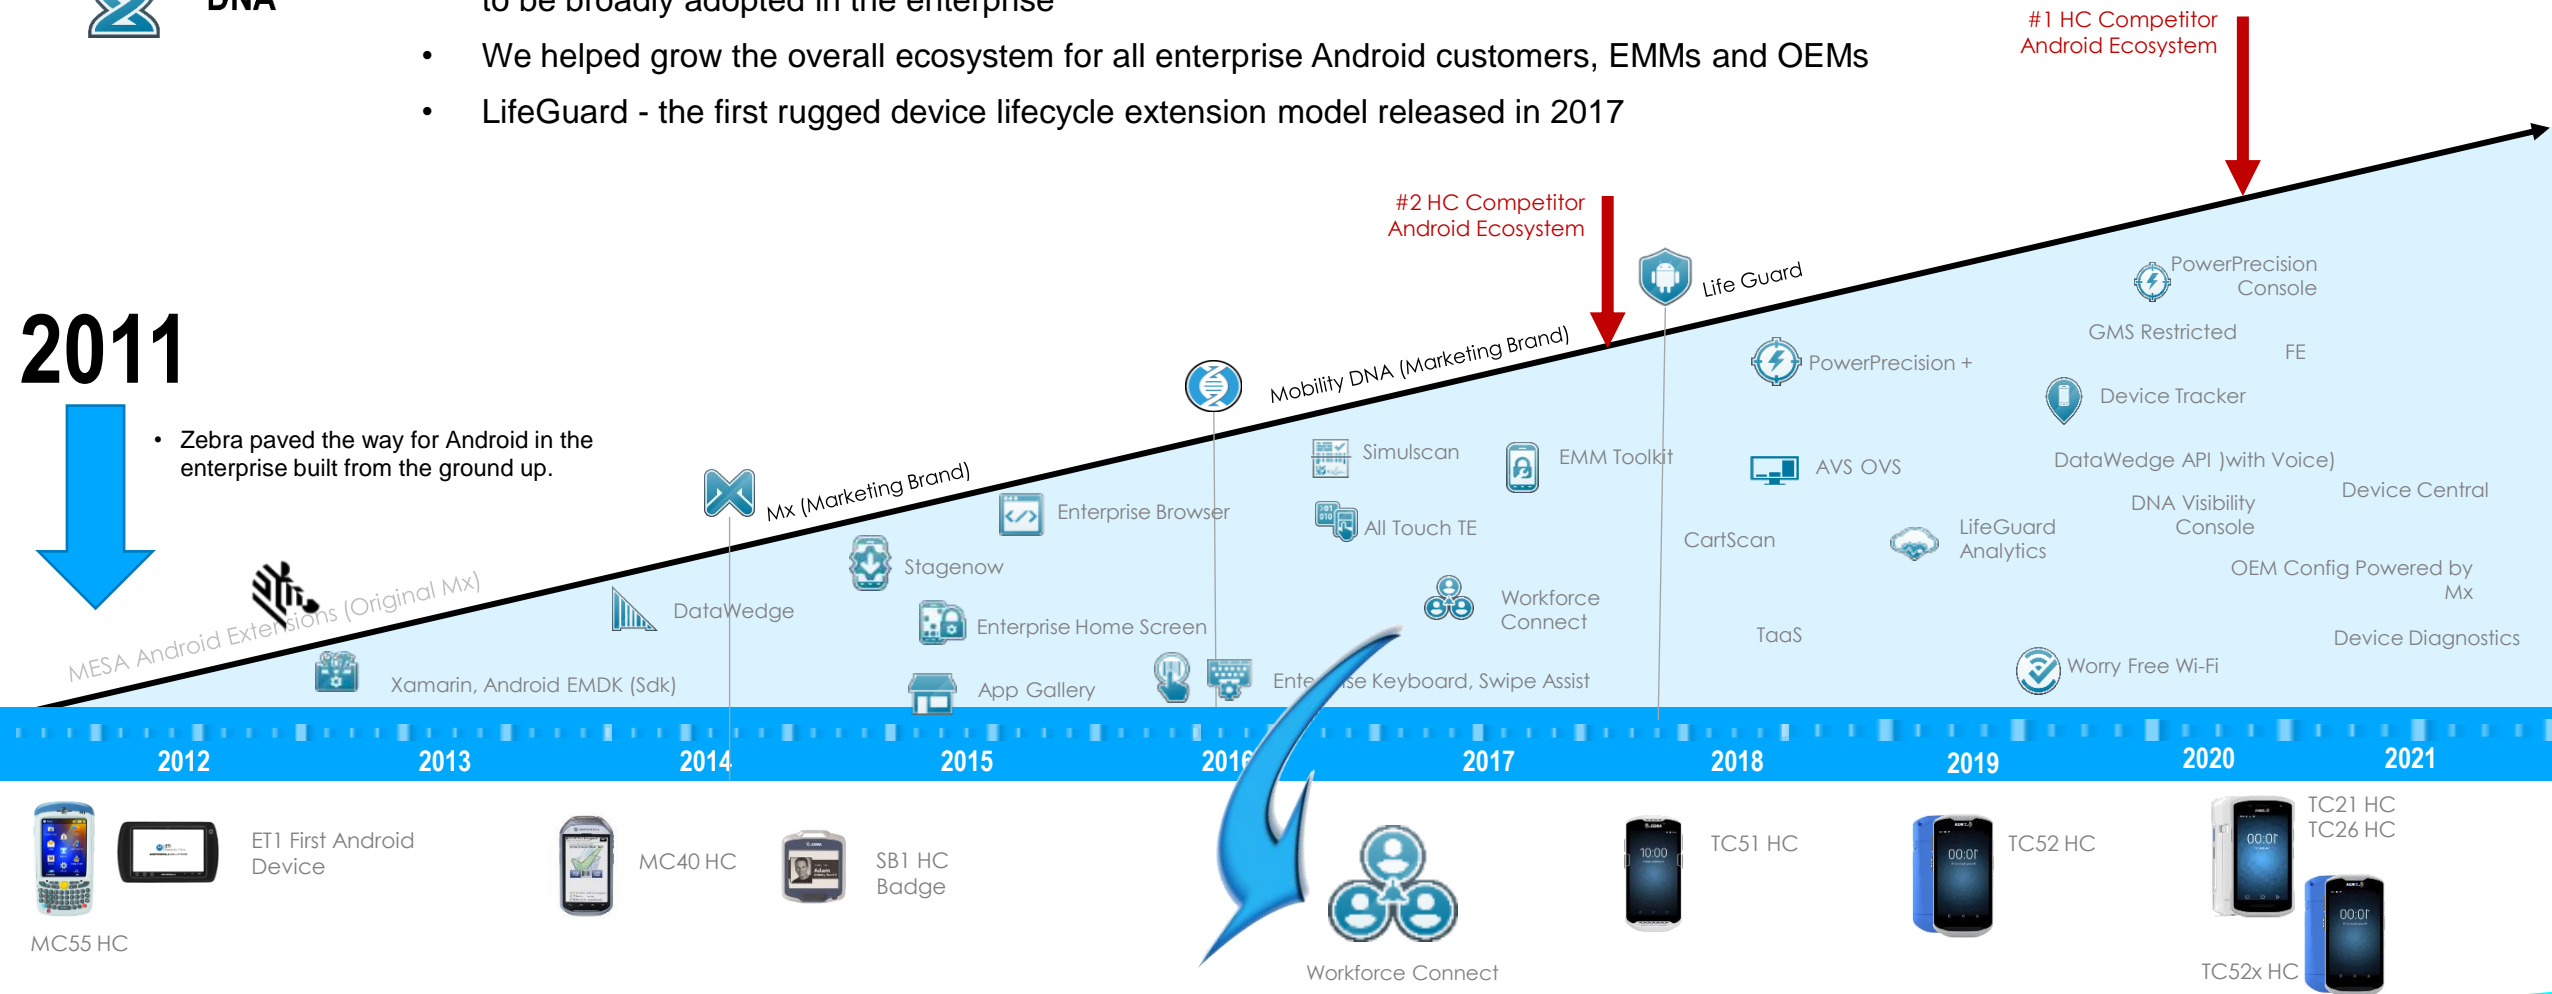 DNA
to be broadly adopted in the enterprise
• We helped grow the overall ecosystem for all enterprise Android customers, EMMs and OEMs
• LifeGuard - the first rugged device lifecycle extension model released in 2017
#1 HC Competitor
Android Ecosystem
#2 HC Competitor
Android Ecosystem
2011
• Zebra paved the way for Android in the
enterprise built from the ground up.
MESA Android Extensions (Original Mx)
Mx (Marketing Brand)
Mobility DNA (Marketing Brand)
Life Guard
Xamarin, Android EMDK (Sdk)
DataWedge
Stagenow
Enterprise Browser
Enterprise Home Screen
App Gallery
Simulscan
All Touch TE
EMM Toolkit
Workforce
Connect
Enterprise Keyboard, Swipe Assist
PowerPrecision +
AVS OVS
CartScan
TaaS
LifeGuard
Analytics
Worry Free Wi-Fi
PowerPrecision
Console
GMS Restricted
FE
Device Tracker
DataWedge API )with Voice)
Device Central
DNA Visibility
Console
OEM Config Powered by
Mx
Device Diagnostics
2012
2013
2014
2015
2016
2017
2018
2019
2020
2021
MC55 HC
ET1 First Android
Device
MC40 HC
SB1 HC
Badge
Workforce Connect
10:00
TC51 HC
TC52 HC
TC21 HC
TC26 HC
TC52x HC